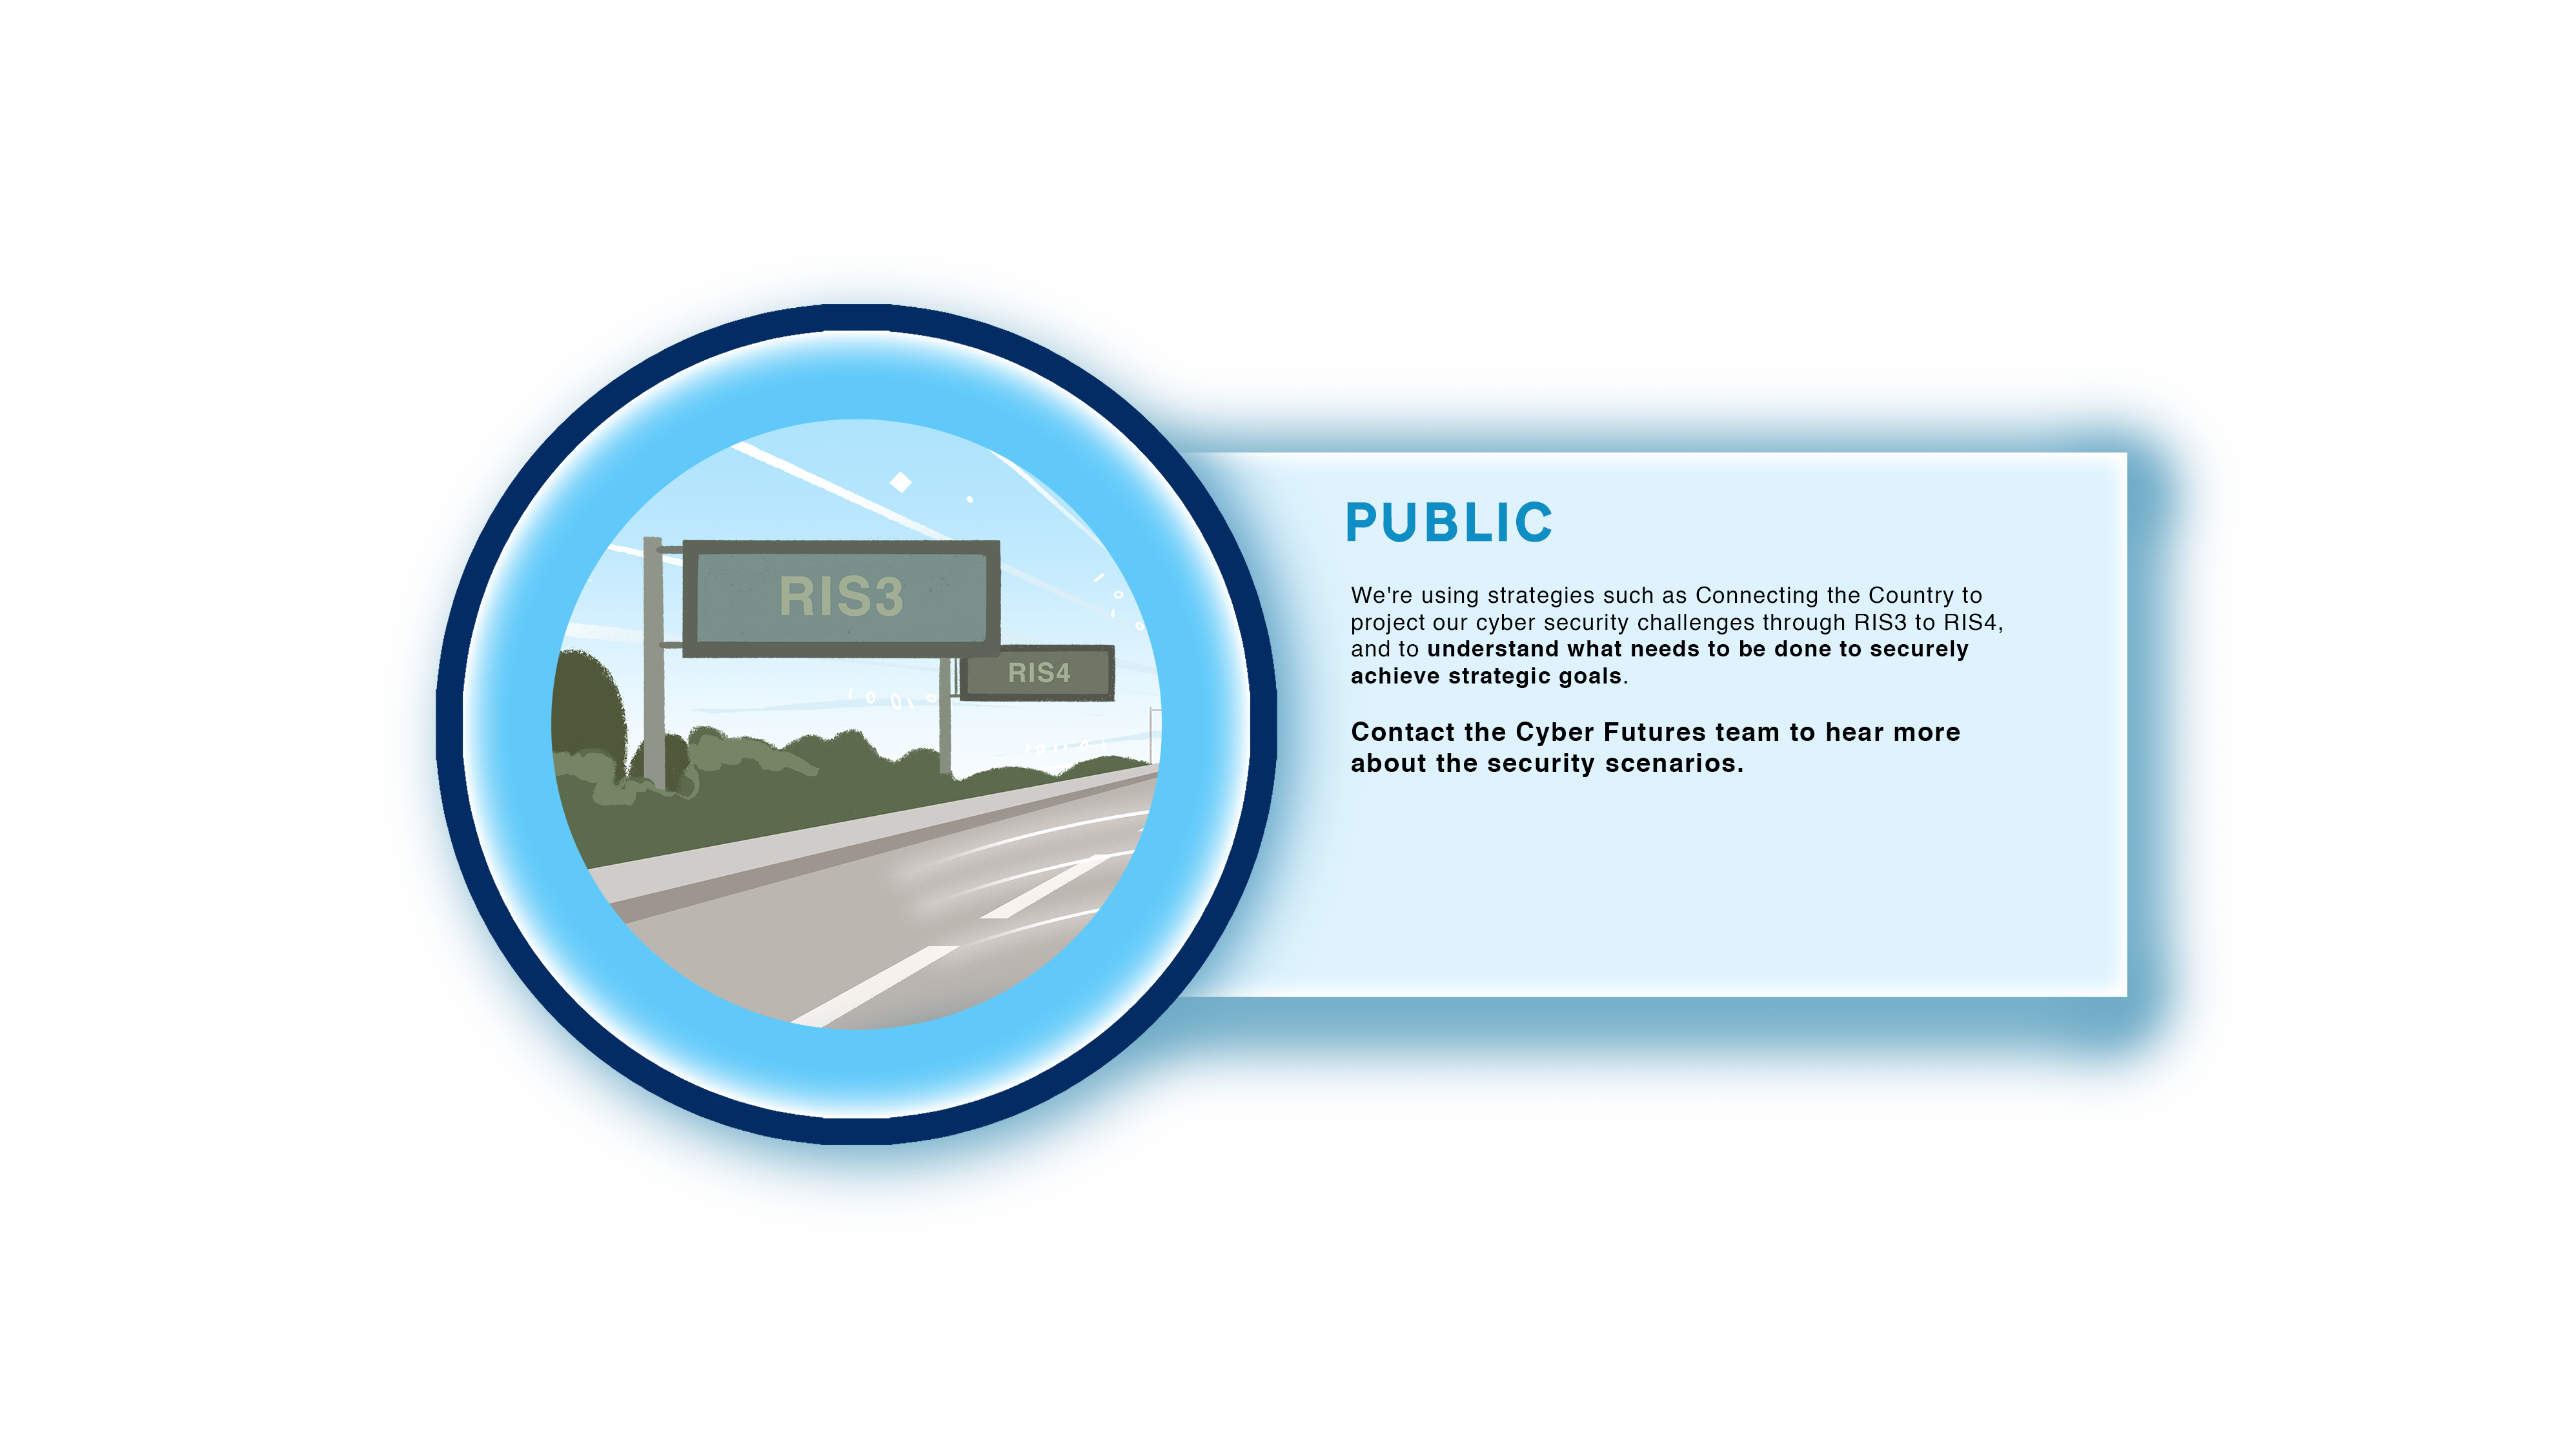 RIS3
RIS4
PUBLIC
We're using strategies such as Connecting the Country to
project our cyber security challenges through RIS3 to RIS4,
and to understand what needs to be done to securely
achieve strategic goals.
Contact the Cyber Futures team to hear more
about the security scenarios.